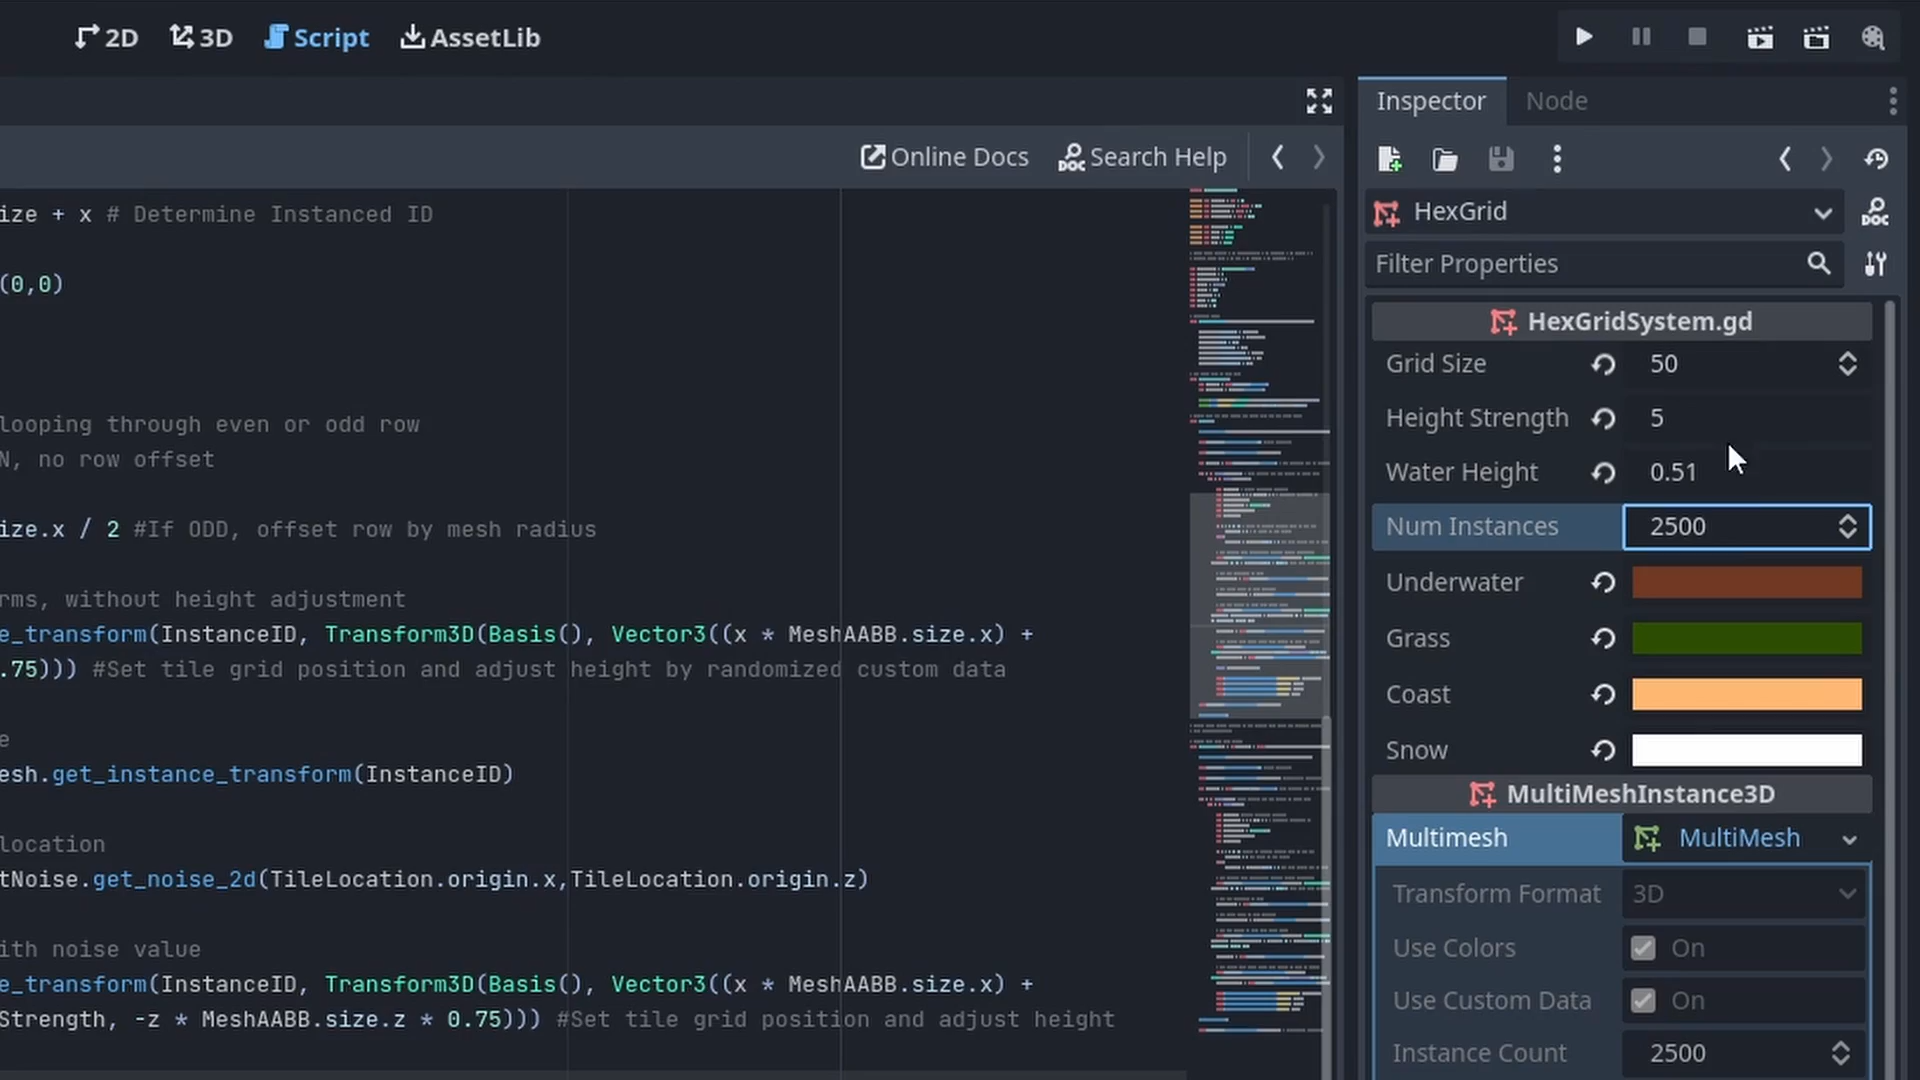 2D 3D Script AssetLib
Inspector Node
Online Docs DOC Search Help
HexGrid DOC
Filter Properties
HexGridSystem.gd
Grid Size 50
Height Strength 5
Water Height 0.51
Num Instances 2500
Underwater
Grass
Coast
Snow
MultiMeshInstance3D
Multimesh MultiMesh
Transform Format 3D
Use Colors On
Use Custom Data On
Instance Count 2500
ize + x # Determine Instanced ID
(0,0)
looping through even or odd row
N, no row offset
ize.x / 2 #If ODD, offset row by mesh radius
rms, without height adjustment
e_transform(InstanceID, Transform3D(Basis(), Vector3((x * MeshAABB.size.x) +
.75))) #Set tile grid position and adjust height by randomized custom data
e
esh.get_instance_transform(InstanceID)
location
tNoise.get_noise_2d(TileLocation.origin.x,TileLocation.origin.z)
ith noise value
e_transform(InstanceID, Transform3D(Basis(), Vector3((x * MeshAABB.size.x) +
Strength, -z * MeshAABB.size.z * 0.75))) #Set tile grid position and adjust height